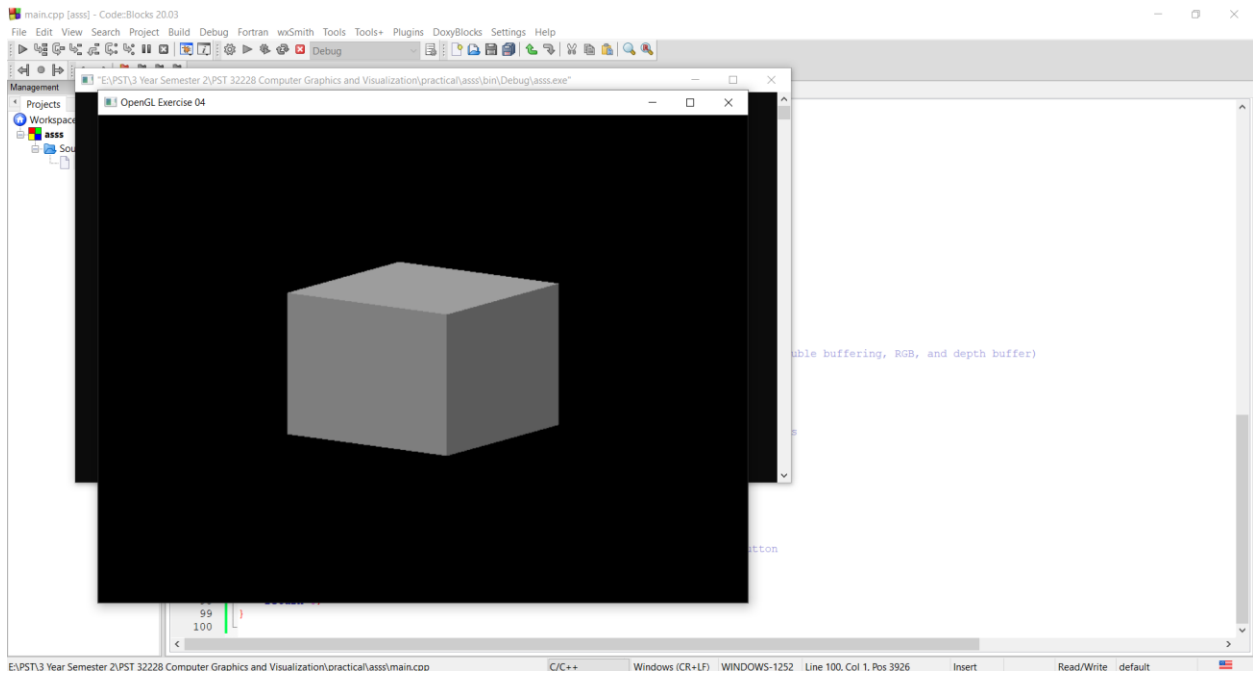 main.cpp [asss] - Code::Blocks 20.03
File Edit View Search Project Build Debug Fortran wxSmith Tools Tools+ Plugins DoxyBlocks Settings Help
Debug
Management
"E:\PST\3 Year Semester 2\PST 32228 Computer Graphics and Visualization\practical\asss\bin\Debug\asss.exe"
Projects
OpenGL Exercise 04
Workspace
asss
Sou
uble buffering, RGB, and depth buffer)
s
utton
99 }
100
E:\PST\3 Year Semester 2\PST 32228 Computer Graphics and Visualization\practical\asss\main.cpp C/C++ Windows (CR+LF) WINDOWS-1252 Line 100, Col 1, Pos 3926 Insert Read/Write default